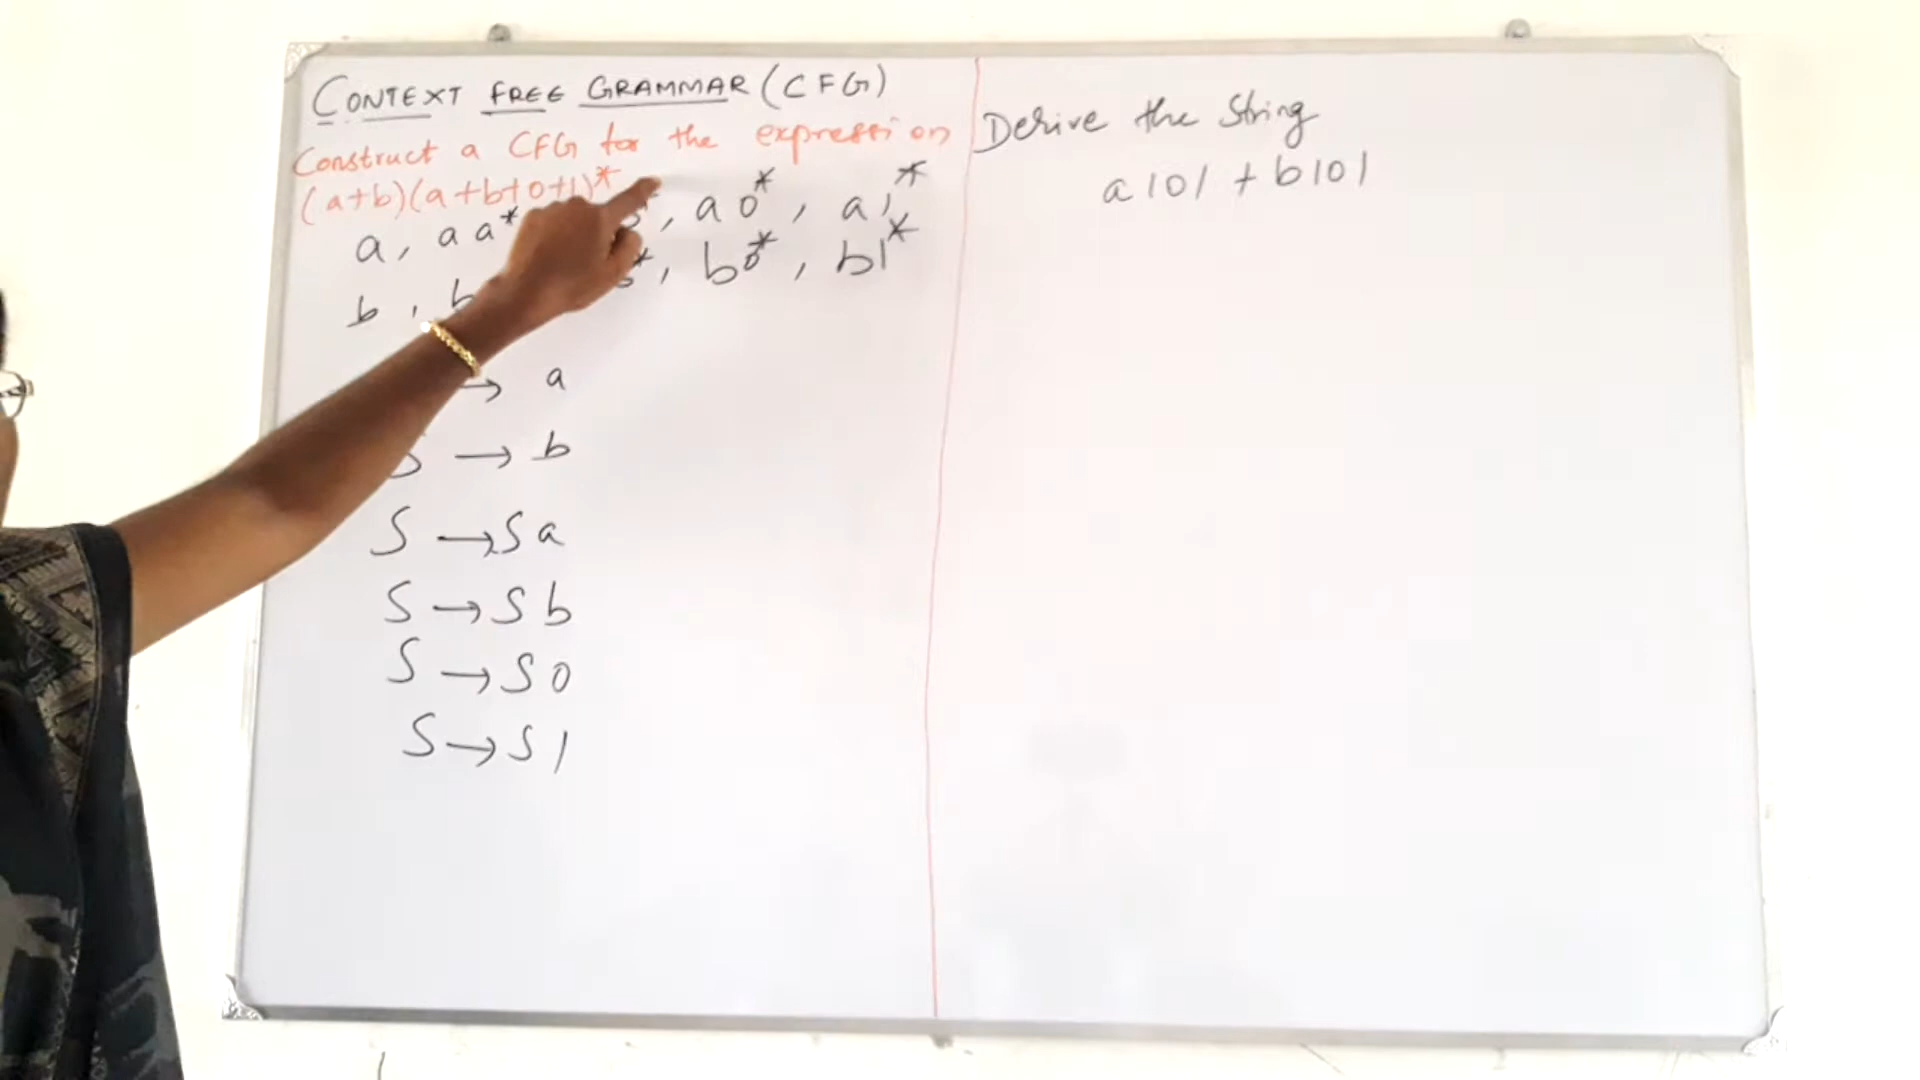 CONTEXT FREE GRAMMAR (CFG)
Construct a CFG for the expression
(a+b)(a+b+0+1)*
a, aa* , a0*, a1*
b, b , b0*, b1*
→ a
S → b
S → Sa
S → Sb
S → S0
S → S1
Derive the String
a101 + b101